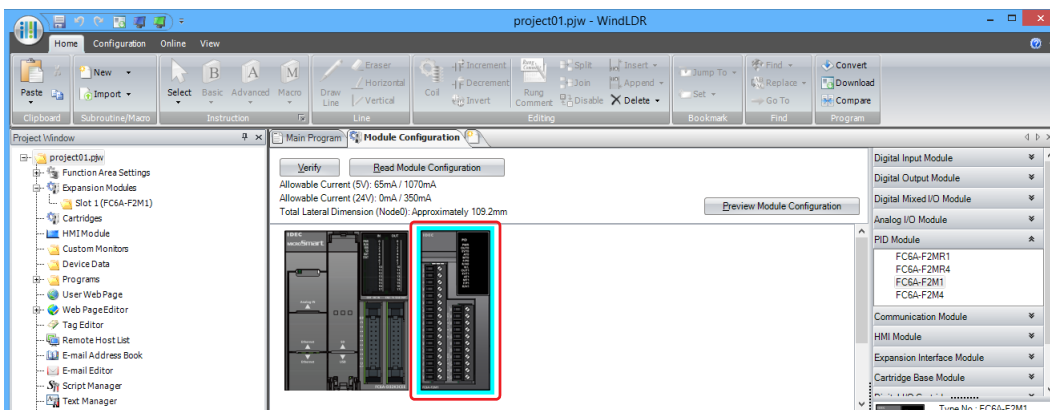 project01.pjw - WindLDR
Home Configuration Online View
Paste
New
Import
Select
Basic
Advanced
Macro
Draw Line
Eraser
Horizontal
Vertical
Coil
Increment
Decrement
Invert
Rung Comment
Split
Join
Disable
Insert
Append
Delete
Jump To
Set
Find
Replace
Go To
Convert
Download
Compare
Clipboard Subroutine/Macro Instruction Line Editing Bookmark Find Program
Project Window
project01.pjw
Function Area Settings
Expansion Modules
Slot 1 (FC6A-F2M1)
Cartridges
HMI Module
Custom Monitors
Device Data
Programs
User Web Page
Web Page Editor
Tag Editor
Remote Host List
E-mail Address Book
E-mail Editor
Script Manager
Text Manager
Main Program Module Configuration
Verify Read Module Configuration
Allowable Current (5V): 65mA / 1070mA
Allowable Current (24V): 0mA / 350mA
Total Lateral Dimension (Node0): Approximately 109.2mm
Preview Module Configuration
IDEC
IDEC
PID
Digital Input Module
Digital Output Module
Digital Mixed I/O Module
Analog I/O Module
PID Module
FC6A-F2MR1
FC6A-F2MR4
FC6A-F2M1
FC6A-F2M4
Communication Module
HMI Module
Expansion Interface Module
Cartridge Base Module
Type No.: FC6A-F2M1